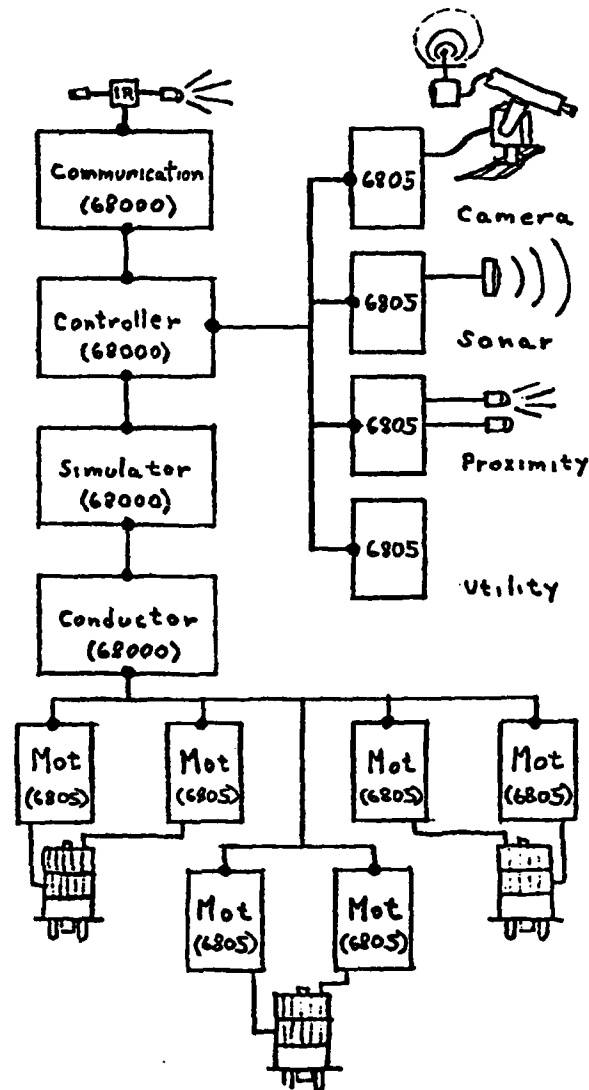 IR
Communication
(68000)
Controller
(68000)
Simulator
(68000)
Conductor
(68000)
6805
Camera
6805
Sonar
6805
Proximity
6805
Utility
Mot
(6805)
Mot
(6805)
Mot
(6805)
Mot
(6805)
Mot
(6805)
Mot
(6805)